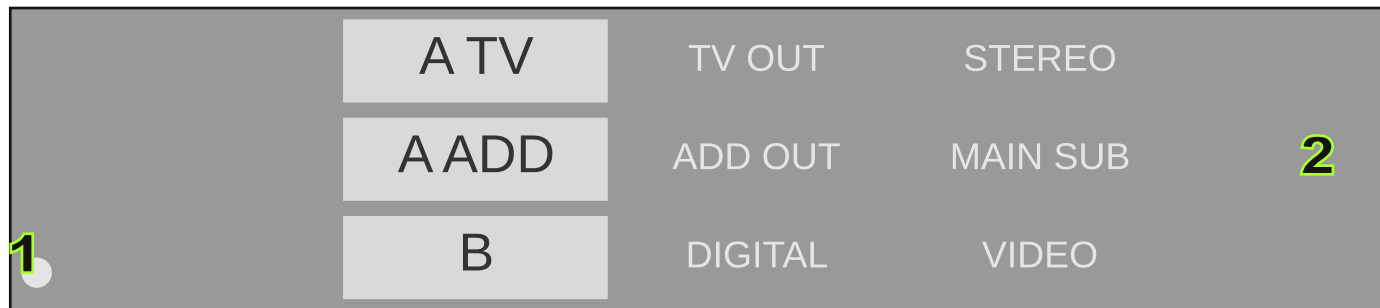 A TV TV OUT STEREO
A ADD ADD OUT MAIN SUB 2
1 B DIGITAL VIDEO